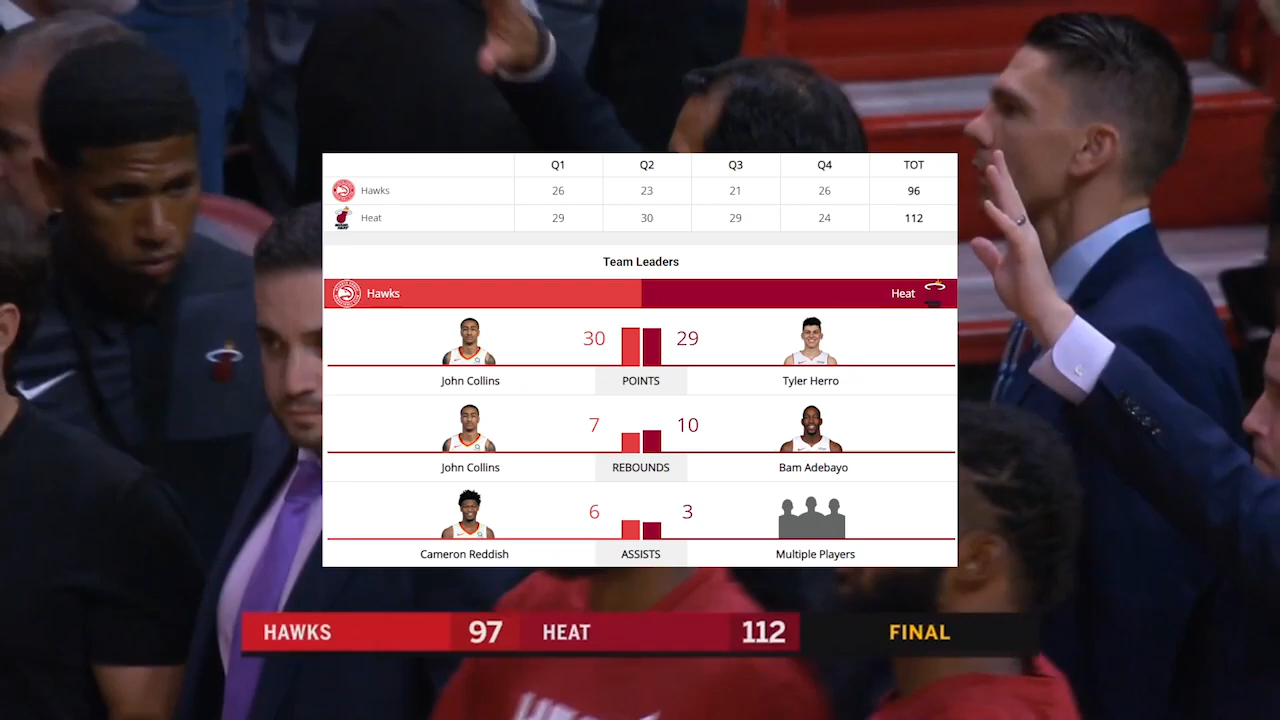 Q1 Q2 Q3 Q4 TOT
Hawks 26 23 21 26 96
Heat 29 30 29 24 112
Team Leaders
Hawks Heat
30 29
John Collins POINTS Tyler Herro
7 10
John Collins REBOUNDS Bam Adebayo
6 3
Cameron Reddish ASSISTS Multiple Players
HAWKS 97 HEAT 112 FINAL